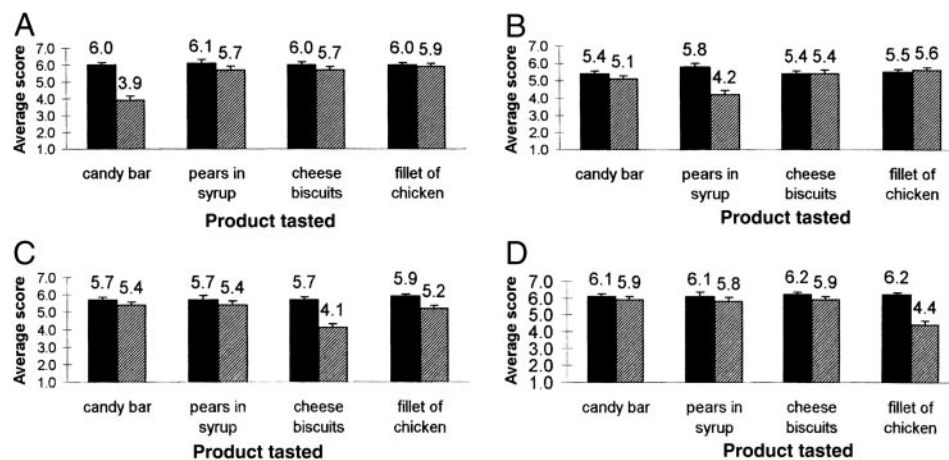 A
Average score
7.0
6.0
5.0
4.0
3.0
2.0
1.0
6.0 3.9 6.1 5.7 6.0 5.7 6.0 5.9
candy bar pears in syrup cheese biscuits fillet of chicken
Product tasted
B
Average score
7.0
6.0
5.0
4.0
3.0
2.0
1.0
5.4 5.1 5.8 4.2 5.4 5.4 5.5 5.6
candy bar pears in syrup cheese biscuits fillet of chicken
Product tasted
C
Average score
7.0
6.0
5.0
4.0
3.0
2.0
1.0
5.7 5.4 5.7 5.4 5.7 4.1 5.9 5.2
candy bar pears in syrup cheese biscuits fillet of chicken
Product tasted
D
Average score
7.0
6.0
5.0
4.0
3.0
2.0
1.0
6.1 5.9 6.1 5.8 6.2 5.9 6.2 4.4
candy bar pears in syrup cheese biscuits fillet of chicken
Product tasted